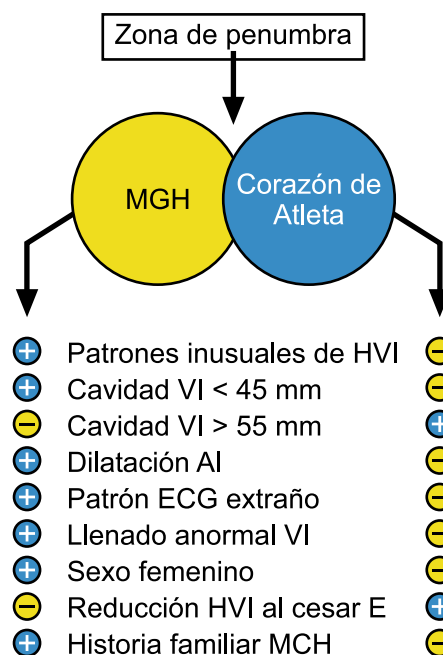 Zona de penumbra
MGH
Corazón de
Atleta
+ Patrones inusuales de HVI −
+ Cavidad VI < 45 mm −
− Cavidad VI > 55 mm +
+ Dilatación AI −
+ Patrón ECG extraño −
+ Llenado anormal VI −
+ Sexo femenino −
− Reducción HVI al cesar E +
+ Historia familiar MCH −